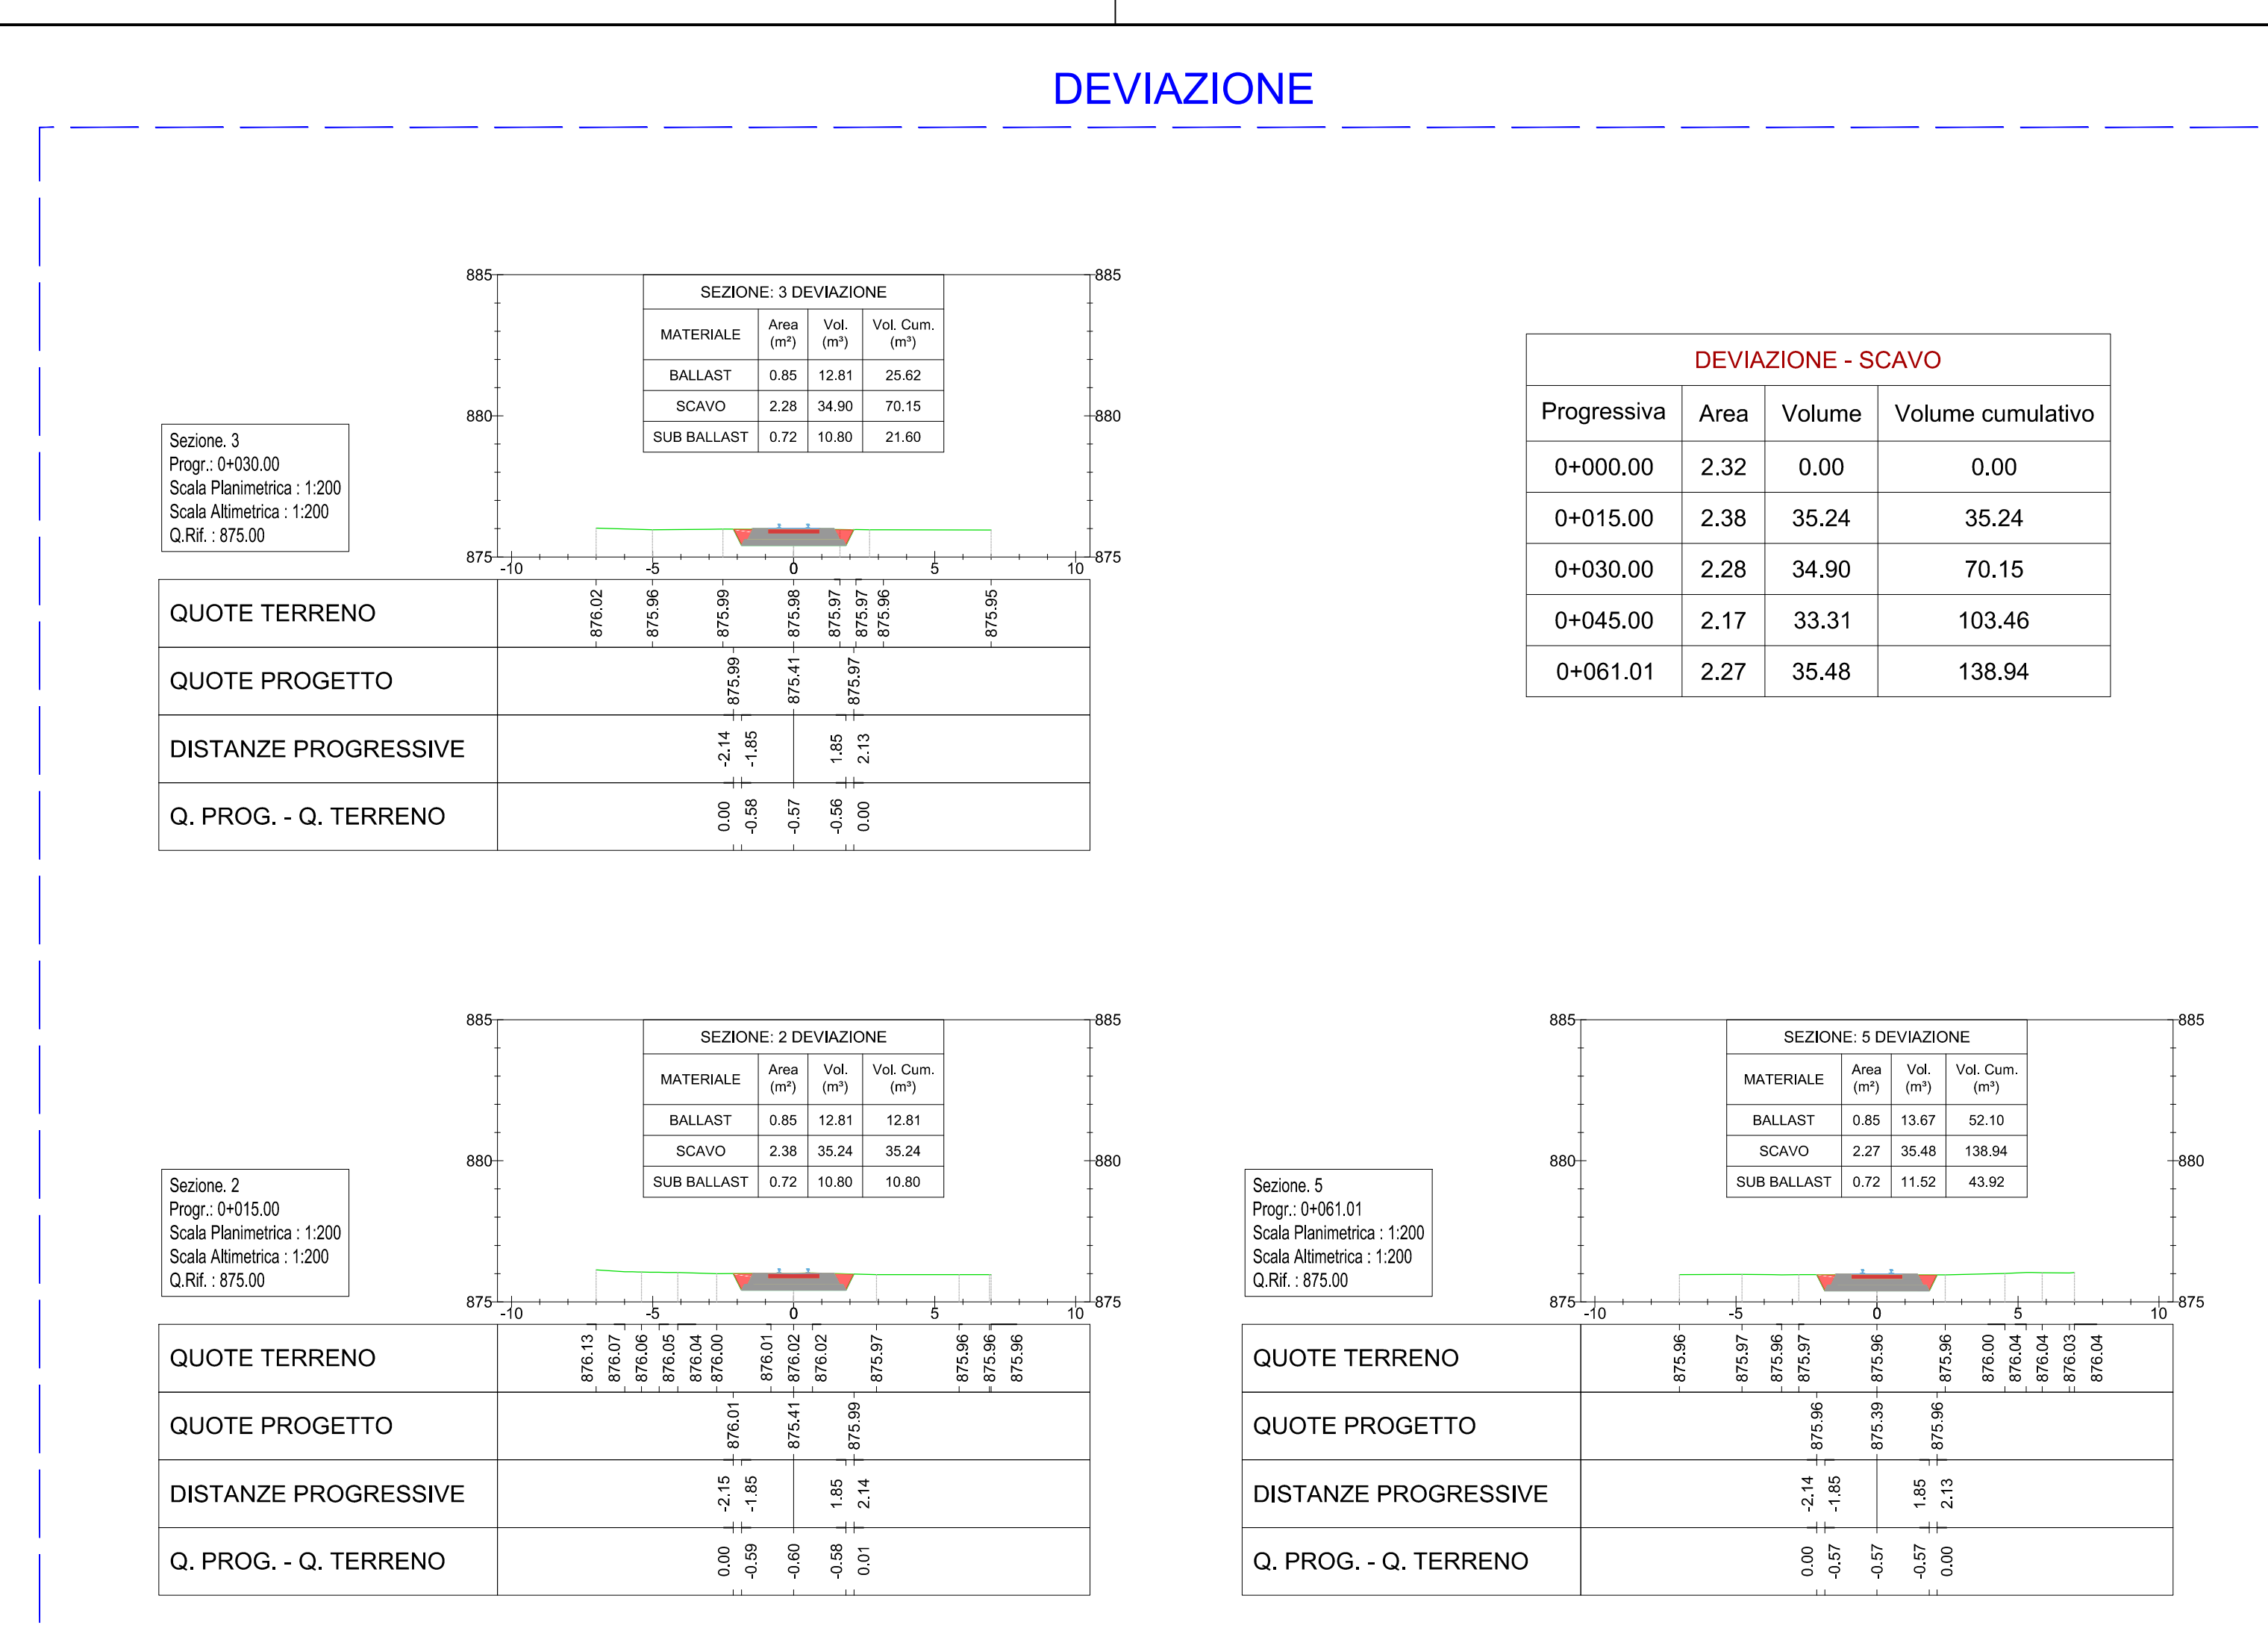 DEVIAZIONE
885
885
880
880
875
875
-10
-5
0
5
10
SEZIONE: 3 DEVIAZIONE
MATERIALE Area (m²) Vol. (m³) Vol. Cum. (m³)
BALLAST 0.85 12.81 25.62
SCAVO 2.28 34.90 70.15
SUB BALLAST 0.72 10.80 21.60
Sezione. 3
Progr.: 0+030.00
Scala Planimetrica : 1:200
Scala Altimetrica : 1:200
Q.Rif. : 875.00
QUOTE TERRENO 876.02 875.96 875.99 875.98 875.97 875.97 875.96 875.95
QUOTE PROGETTO 875.99 875.41 875.97
DISTANZE PROGRESSIVE -2.14 -1.85 1.85 2.13
Q. PROG. - Q. TERRENO 0.00 -0.58 -0.57 -0.56 0.00
DEVIAZIONE - SCAVO
Progressiva Area Volume Volume cumulativo
0+000.00 2.32 0.00 0.00
0+015.00 2.38 35.24 35.24
0+030.00 2.28 34.90 70.15
0+045.00 2.17 33.31 103.46
0+061.01 2.27 35.48 138.94
885
885
880
880
875
875
-10
-5
0
5
10
SEZIONE: 2 DEVIAZIONE
MATERIALE Area (m²) Vol. (m³) Vol. Cum. (m³)
BALLAST 0.85 12.81 12.81
SCAVO 2.38 35.24 35.24
SUB BALLAST 0.72 10.80 10.80
Sezione. 2
Progr.: 0+015.00
Scala Planimetrica : 1:200
Scala Altimetrica : 1:200
Q.Rif. : 875.00
QUOTE TERRENO 876.13 876.07 876.06 876.05 876.04 876.00 876.01 876.02 876.02 875.97 875.96 875.96 875.96
QUOTE PROGETTO 876.01 875.41 875.99
DISTANZE PROGRESSIVE -2.15 -1.85 1.85 2.14
Q. PROG. - Q. TERRENO 0.00 -0.59 -0.60 -0.58 0.01
885
885
880
880
875
875
-10
-5
0
5
10
SEZIONE: 5 DEVIAZIONE
MATERIALE Area (m²) Vol. (m³) Vol. Cum. (m³)
BALLAST 0.85 13.67 52.10
SCAVO 2.27 35.48 138.94
SUB BALLAST 0.72 11.52 43.92
Sezione. 5
Progr.: 0+061.01
Scala Planimetrica : 1:200
Scala Altimetrica : 1:200
Q.Rif. : 875.00
QUOTE TERRENO 875.96 875.97 875.96 875.97 875.96 875.96 876.00 876.04 876.04 876.03 876.04
QUOTE PROGETTO 875.96 875.39 875.96
DISTANZE PROGRESSIVE -2.14 -1.85 1.85 2.13
Q. PROG. - Q. TERRENO 0.00 -0.57 -0.57 -0.57 0.00